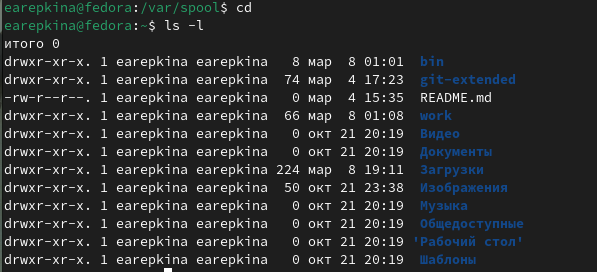 earepkina@fedora:/var/spool$ cd
earepkina@fedora:~$ ls -l
итого 0
drwxr-xr-x. 1 earepkina earepkina   8 мар  8 01:01  bin
drwxr-xr-x. 1 earepkina earepkina  74 мар  4 17:23  git-extended
-rw-r--r--. 1 earepkina earepkina   0 мар  4 15:35  README.md
drwxr-xr-x. 1 earepkina earepkina  66 мар  8 01:08  work
drwxr-xr-x. 1 earepkina earepkina   0 окт 21 20:19  Видео
drwxr-xr-x. 1 earepkina earepkina   0 окт 21 20:19  Документы
drwxr-xr-x. 1 earepkina earepkina 224 мар  8 19:11  Загрузки
drwxr-xr-x. 1 earepkina earepkina  50 окт 21 23:38  Изображения
drwxr-xr-x. 1 earepkina earepkina   0 окт 21 20:19  Музыка
drwxr-xr-x. 1 earepkina earepkina   0 окт 21 20:19  Общедоступные
drwxr-xr-x. 1 earepkina earepkina   0 окт 21 20:19 'Рабочий стол'
drwxr-xr-x. 1 earepkina earepkina   0 окт 21 20:19  Шаблоны